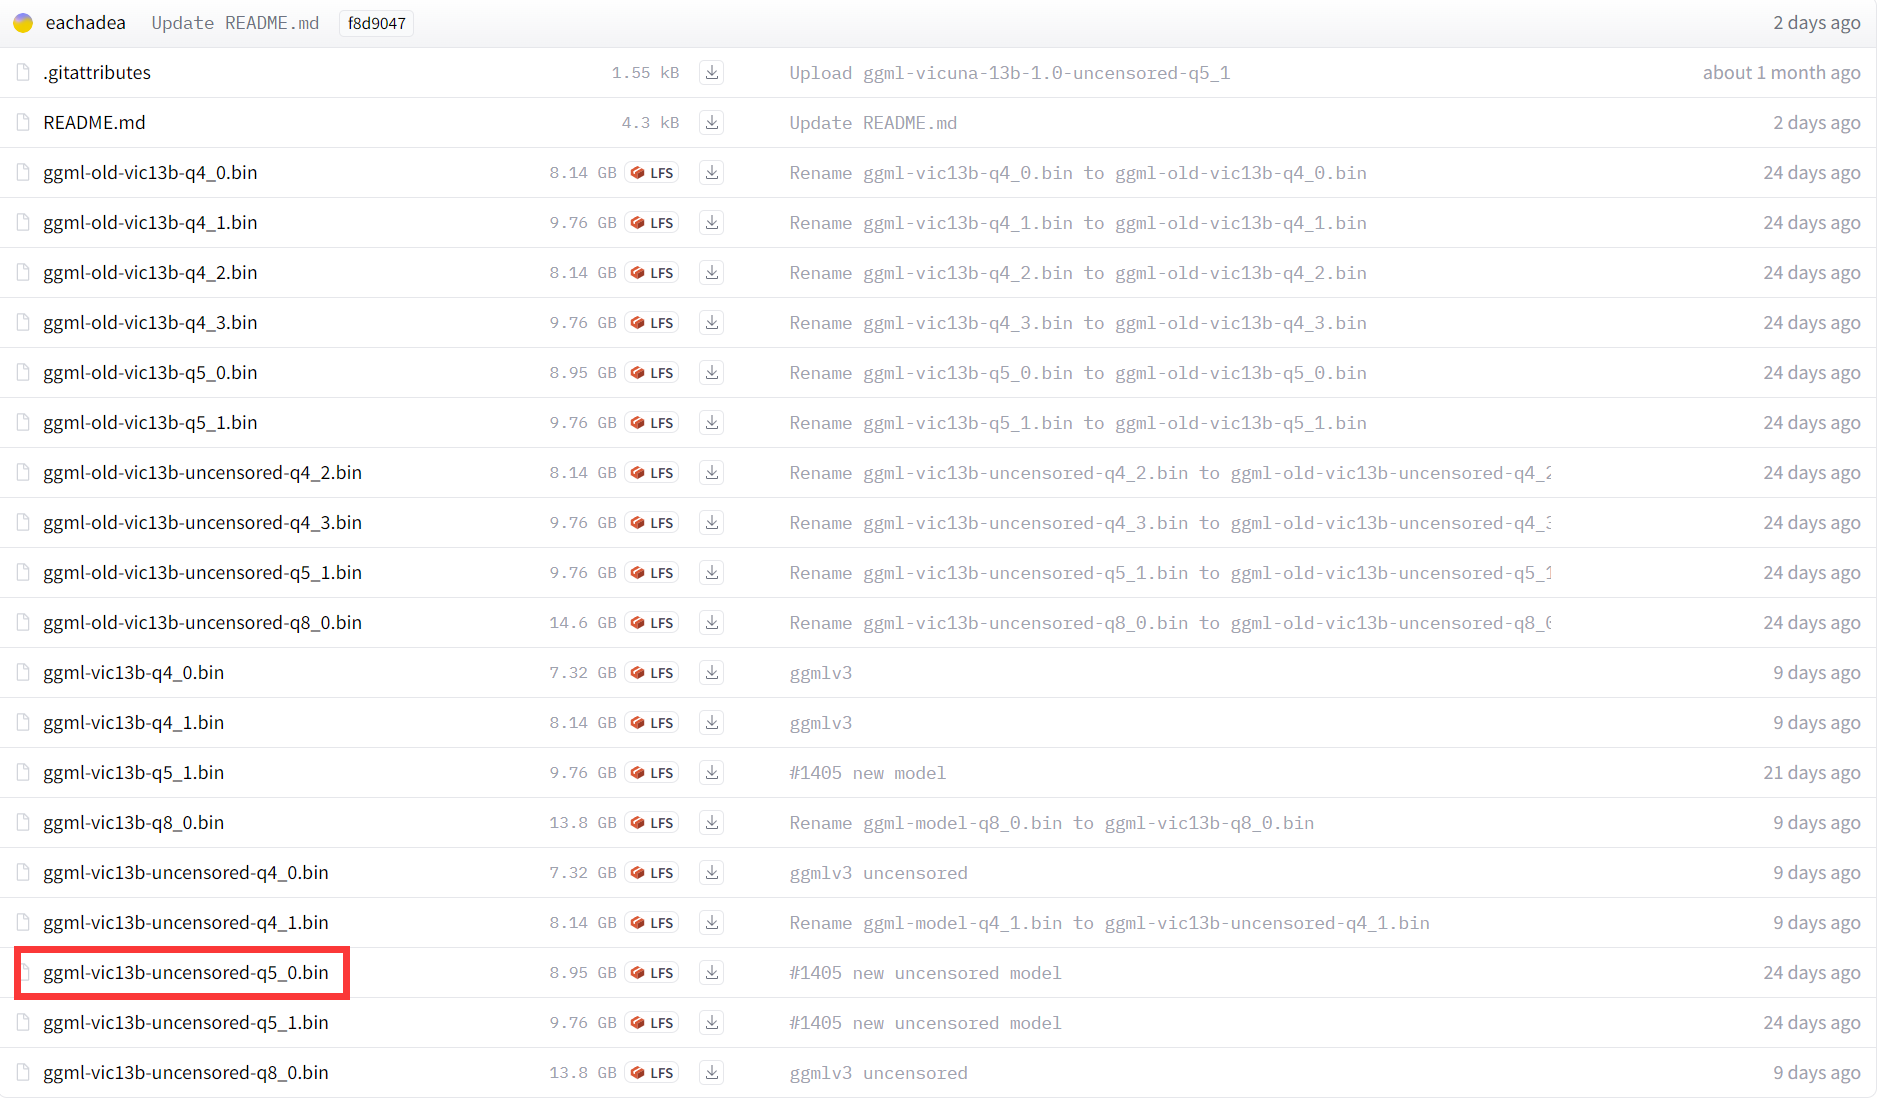 eachadea Update README.md f8d9047 2 days ago
.gitattributes 1.55 kB Upload ggml-vicuna-13b-1.0-uncensored-q5_1 about 1 month ago
README.md 4.3 kB Update README.md 2 days ago
ggml-old-vic13b-q4_0.bin 8.14 GB LFS Rename ggml-vic13b-q4_0.bin to ggml-old-vic13b-q4_0.bin 24 days ago
ggml-old-vic13b-q4_1.bin 9.76 GB LFS Rename ggml-vic13b-q4_1.bin to ggml-old-vic13b-q4_1.bin 24 days ago
ggml-old-vic13b-q4_2.bin 8.14 GB LFS Rename ggml-vic13b-q4_2.bin to ggml-old-vic13b-q4_2.bin 24 days ago
ggml-old-vic13b-q4_3.bin 9.76 GB LFS Rename ggml-vic13b-q4_3.bin to ggml-old-vic13b-q4_3.bin 24 days ago
ggml-old-vic13b-q5_0.bin 8.95 GB LFS Rename ggml-vic13b-q5_0.bin to ggml-old-vic13b-q5_0.bin 24 days ago
ggml-old-vic13b-q5_1.bin 9.76 GB LFS Rename ggml-vic13b-q5_1.bin to ggml-old-vic13b-q5_1.bin 24 days ago
ggml-old-vic13b-uncensored-q4_2.bin 8.14 GB LFS Rename ggml-vic13b-uncensored-q4_2.bin to ggml-old-vic13b-uncensored-q4_2 24 days ago
ggml-old-vic13b-uncensored-q4_3.bin 9.76 GB LFS Rename ggml-vic13b-uncensored-q4_3.bin to ggml-old-vic13b-uncensored-q4_3 24 days ago
ggml-old-vic13b-uncensored-q5_1.bin 9.76 GB LFS Rename ggml-vic13b-uncensored-q5_1.bin to ggml-old-vic13b-uncensored-q5_1 24 days ago
ggml-old-vic13b-uncensored-q8_0.bin 14.6 GB LFS Rename ggml-vic13b-uncensored-q8_0.bin to ggml-old-vic13b-uncensored-q8_0 24 days ago
ggml-vic13b-q4_0.bin 7.32 GB LFS ggmlv3 9 days ago
ggml-vic13b-q4_1.bin 8.14 GB LFS ggmlv3 9 days ago
ggml-vic13b-q5_1.bin 9.76 GB LFS #1405 new model 21 days ago
ggml-vic13b-q8_0.bin 13.8 GB LFS Rename ggml-model-q8_0.bin to ggml-vic13b-q8_0.bin 9 days ago
ggml-vic13b-uncensored-q4_0.bin 7.32 GB LFS ggmlv3 uncensored 9 days ago
ggml-vic13b-uncensored-q4_1.bin 8.14 GB LFS Rename ggml-model-q4_1.bin to ggml-vic13b-uncensored-q4_1.bin 9 days ago
ggml-vic13b-uncensored-q5_0.bin 8.95 GB LFS #1405 new uncensored model 24 days ago
ggml-vic13b-uncensored-q5_1.bin 9.76 GB LFS #1405 new uncensored model 24 days ago
ggml-vic13b-uncensored-q8_0.bin 13.8 GB LFS ggmlv3 uncensored 9 days ago